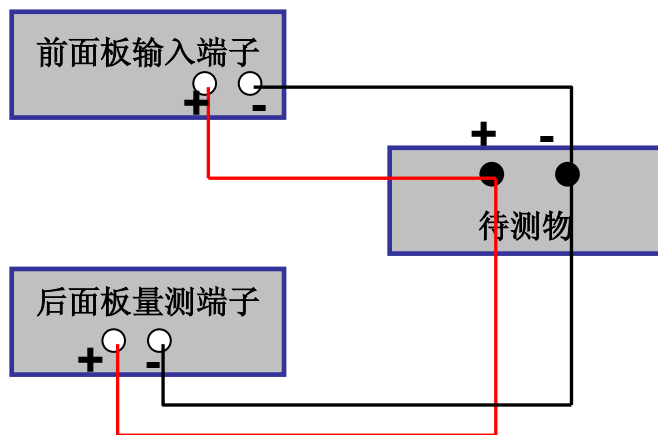 前面板输入端子
+ -
+ -
待测物
后面板量测端子
+ -